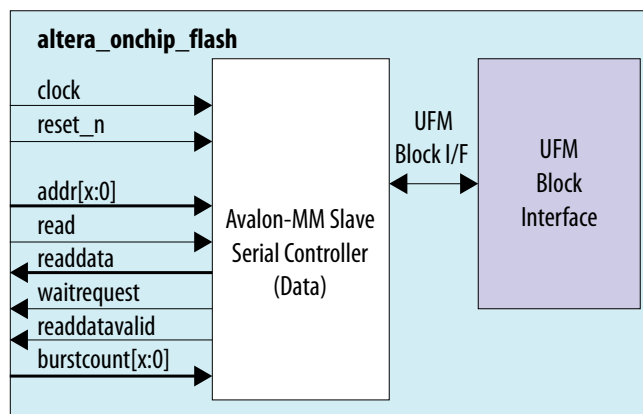 altera_onchip_flash
clock
reset_n
addr[x:0]
read
readdata
waitrequest
readdatavalid
burstcount[x:0]
Avalon-MM Slave
Serial Controller
(Data)
UFM
Block I/F
UFM
Block
Interface